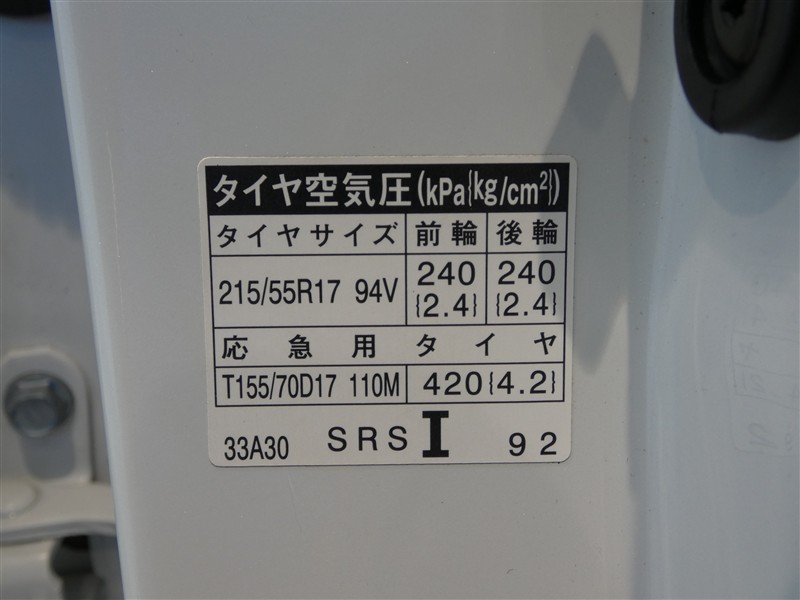 タイヤ空気圧(kPa{kg/cm²})
タイヤサイズ 前輪 後輪
215/55R17 94V 240 {2.4} 240 {2.4}
応急用タイヤ
T155/70D17 110M 420{4.2}
33A30 SRS I 92